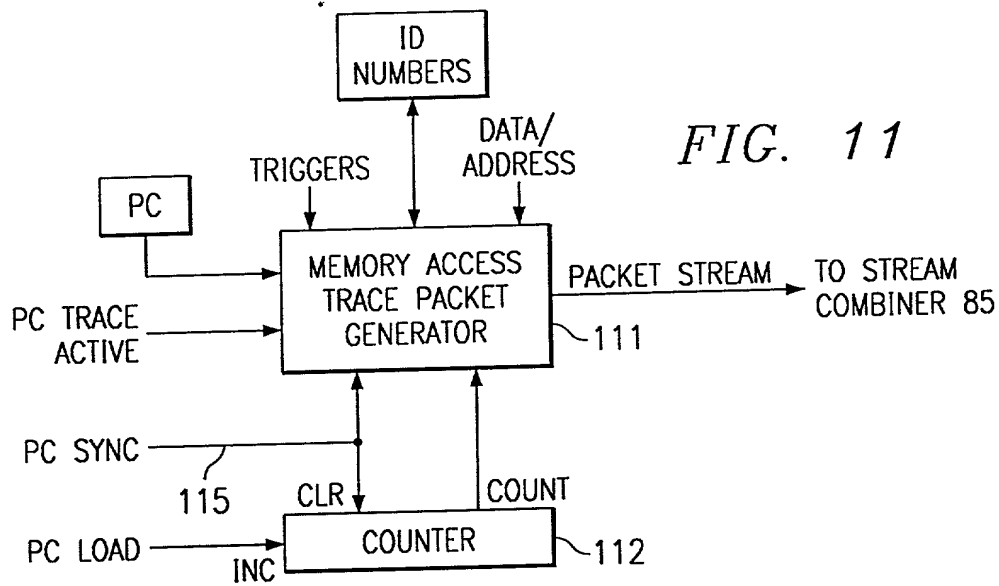 ID
NUMBERS
FIG. 11
TRIGGERS
DATA/
ADDRESS
PC
MEMORY ACCESS
TRACE PACKET
GENERATOR
PACKET STREAM
TO STREAM
COMBINER 85
PC TRACE
ACTIVE
111
PC SYNC
115
CLR
COUNT
PC LOAD
INC
COUNTER
112